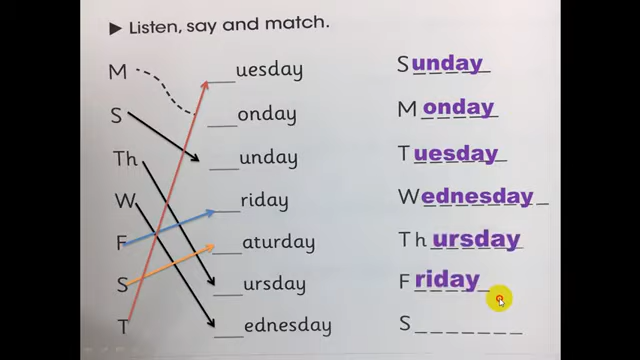 ▶ Listen, say and match.
M
S
Th
W
F
S
T
___uesday
___onday
___unday
___riday
___aturday
___ursday
___ednesday
Sunday
Monday
Tuesday
Wednesday
Thursday
Friday
S_______